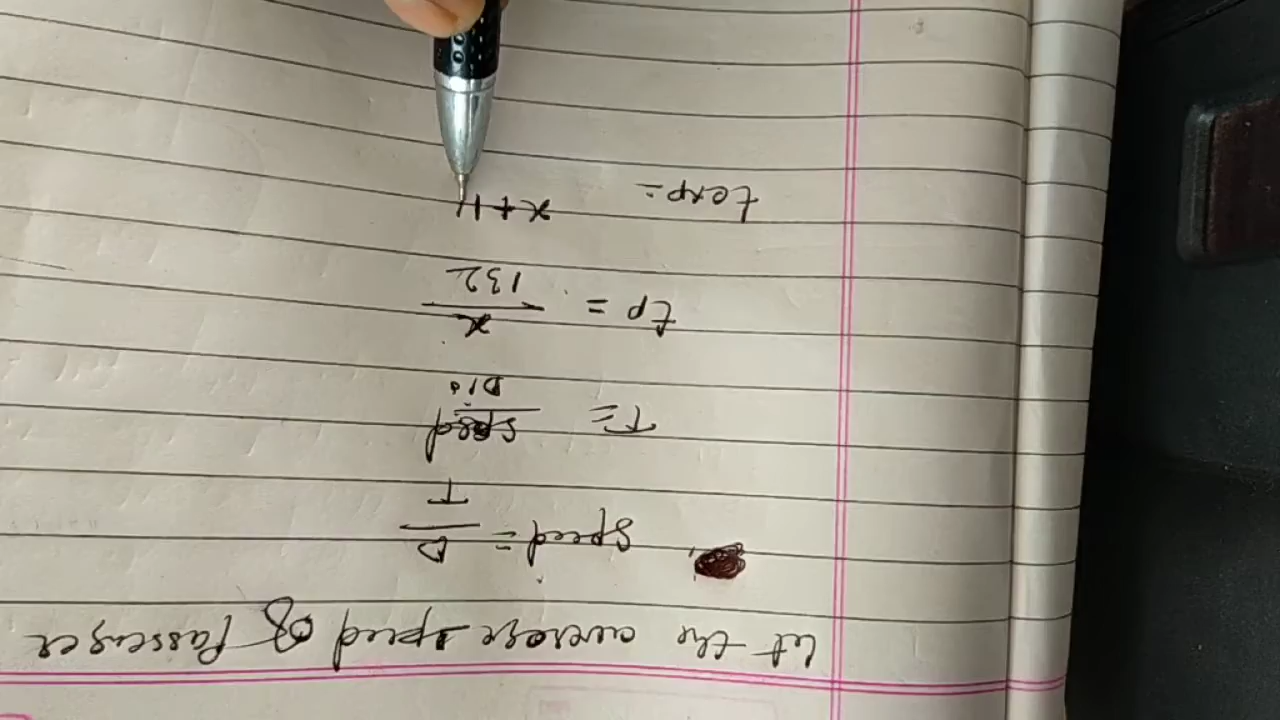 Let the average speed of Passenger
Speed = D
T
T = Speed
Dis
tp = x
132
texp = x+11